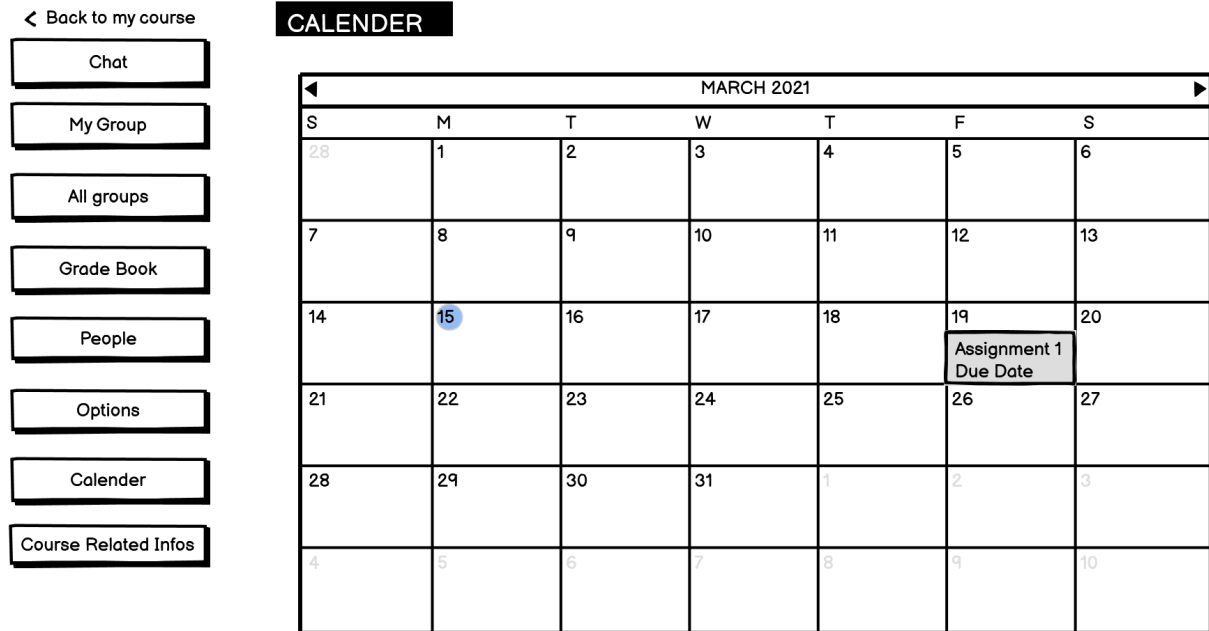 Back to my course
Chat
My Group
All groups
Grade Book
People
Options
Calender
Course Related Infos
CALENDER
MARCH 2021
S M T W T F S
28 1 2 3 4 5 6
7 8 9 10 11 12 13
14 15 16 17 18 19 20
Assignment 1
Due Date
21 22 23 24 25 26 27
28 29 30 31 1 2 3
4 5 6 7 8 9 10